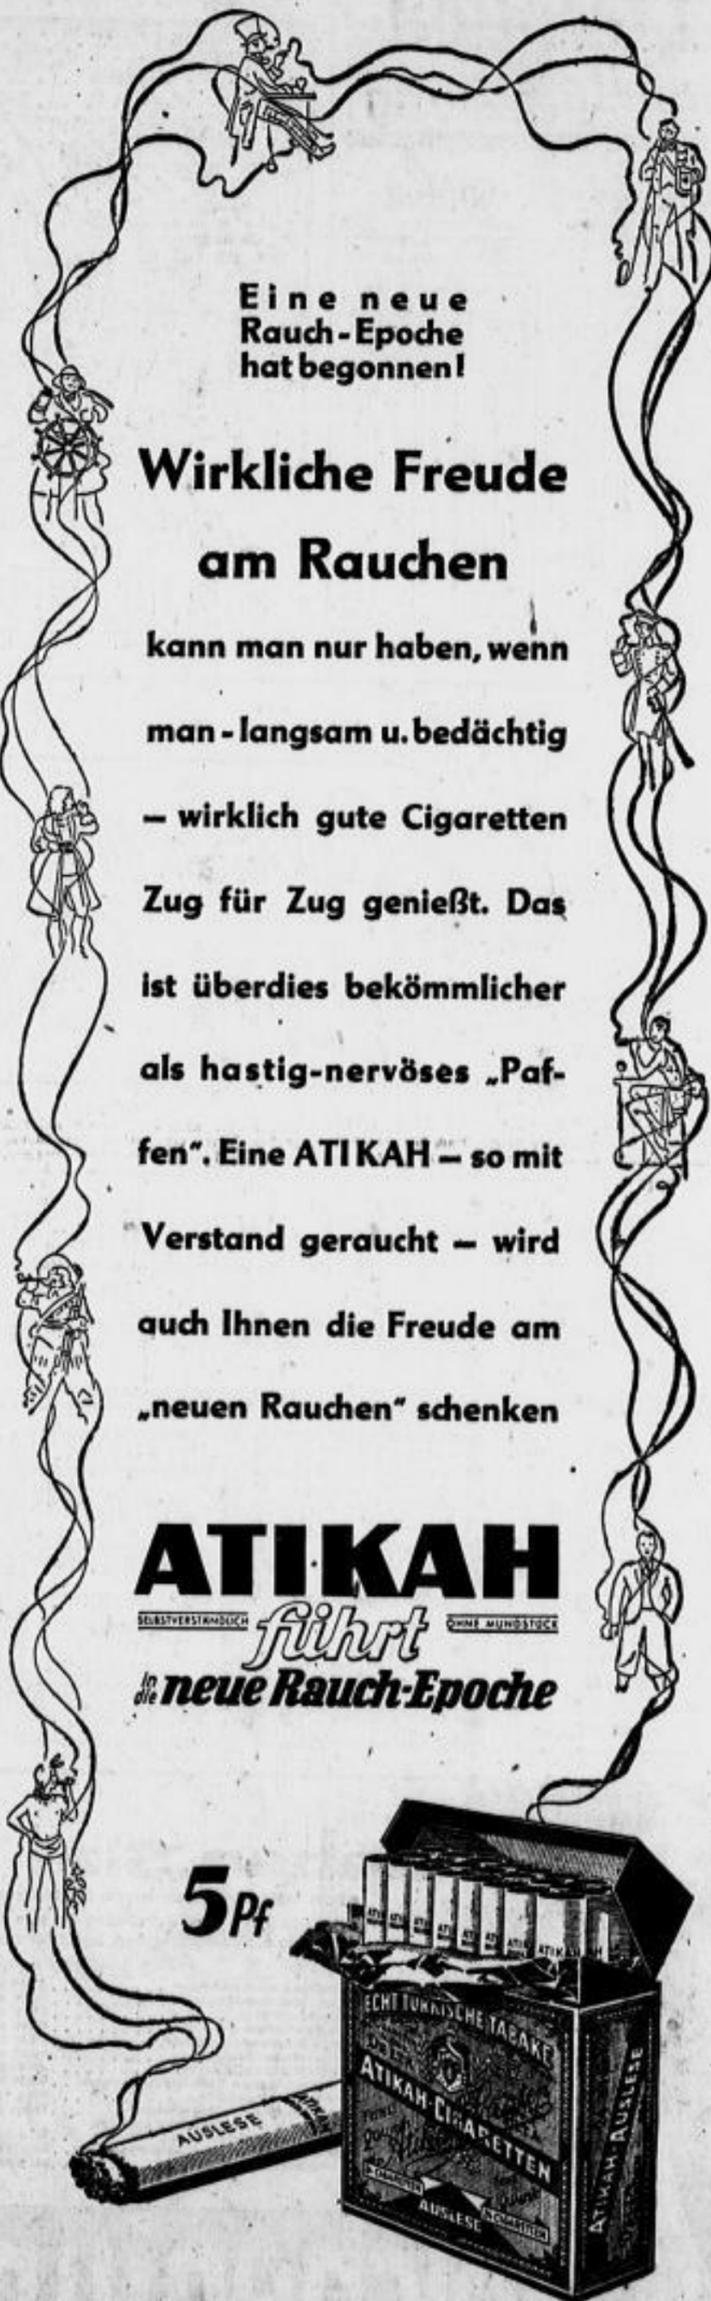 Eine neue
Rauch-Epoche
hat begonnen!
Wirkliche Freude
am Rauchen
kann man nur haben, wenn
man - langsam u. bedächtig
– wirklich gute Cigaretten
Zug für Zug genießt. Das
ist überdies bekömmlicher
als hastig-nervöses „Paf-
fen“. Eine ATIKAH – so mit
Verstand geraucht – wird
auch Ihnen die Freude am
„neuen Rauchen“ schenken
ATIKAH
SELBSTVERSTÄNDLICH führt OHNE MUNDSTÜCK
in die neue Rauch-Epoche
5 Pf
ECHT TÜRKISCHE TABAKE
ATIKAH-CIGARETTEN
AUSLESE
ATIKAH-AUSLESE
AUSLESE